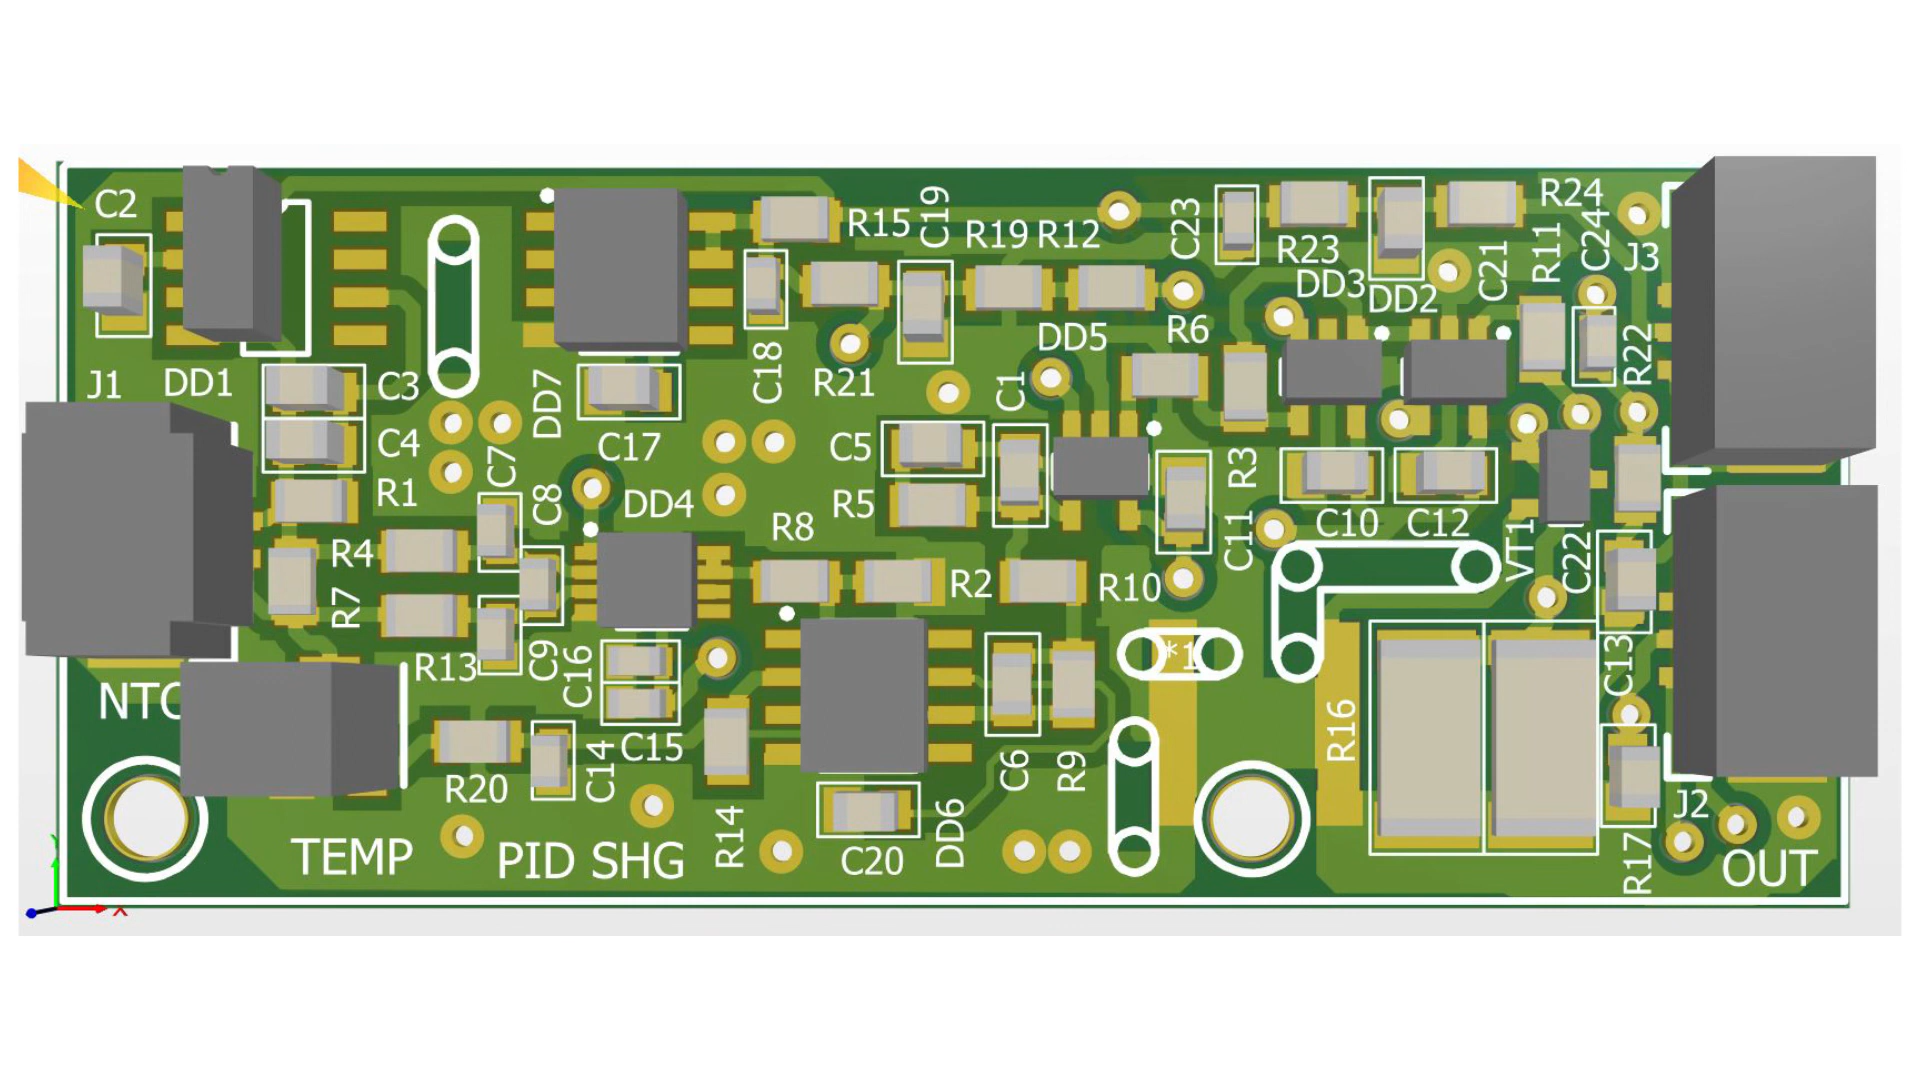 C2
C19
R15
R19
R12
C23
R23
R24
C24
R11
J3
C21
DD3
DD2
DD5
R6
R22
J1
DD1
C3
DD7
C18
R21
C1
C4
C17
C5
R3
C7
R1
C8
DD4
R5
R8
C11
C10
C12
VT1
C22
R4
R7
R2
R10
R13
C9
C16
*1
C13
NTC
C15
R16
R20
C14
C6
R9
J2
R14
DD6
TEMP
PID SHG
C20
R17
OUT
X